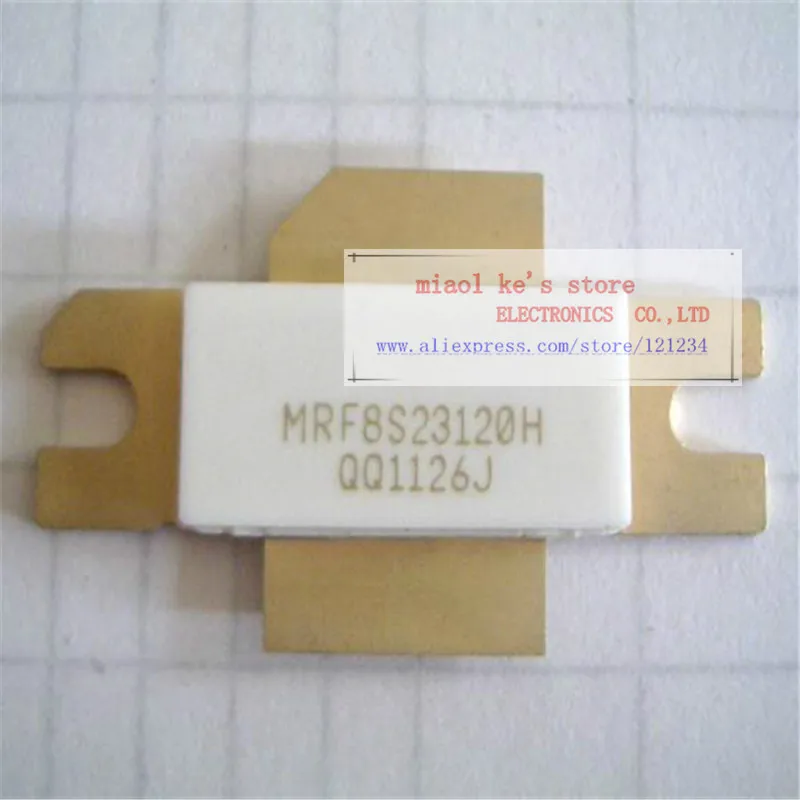 miaol ke's store
ELECTRONICS CO.,LTD
www.aliexpress.com/store/121234
MRF8S23120H
QQ1126J